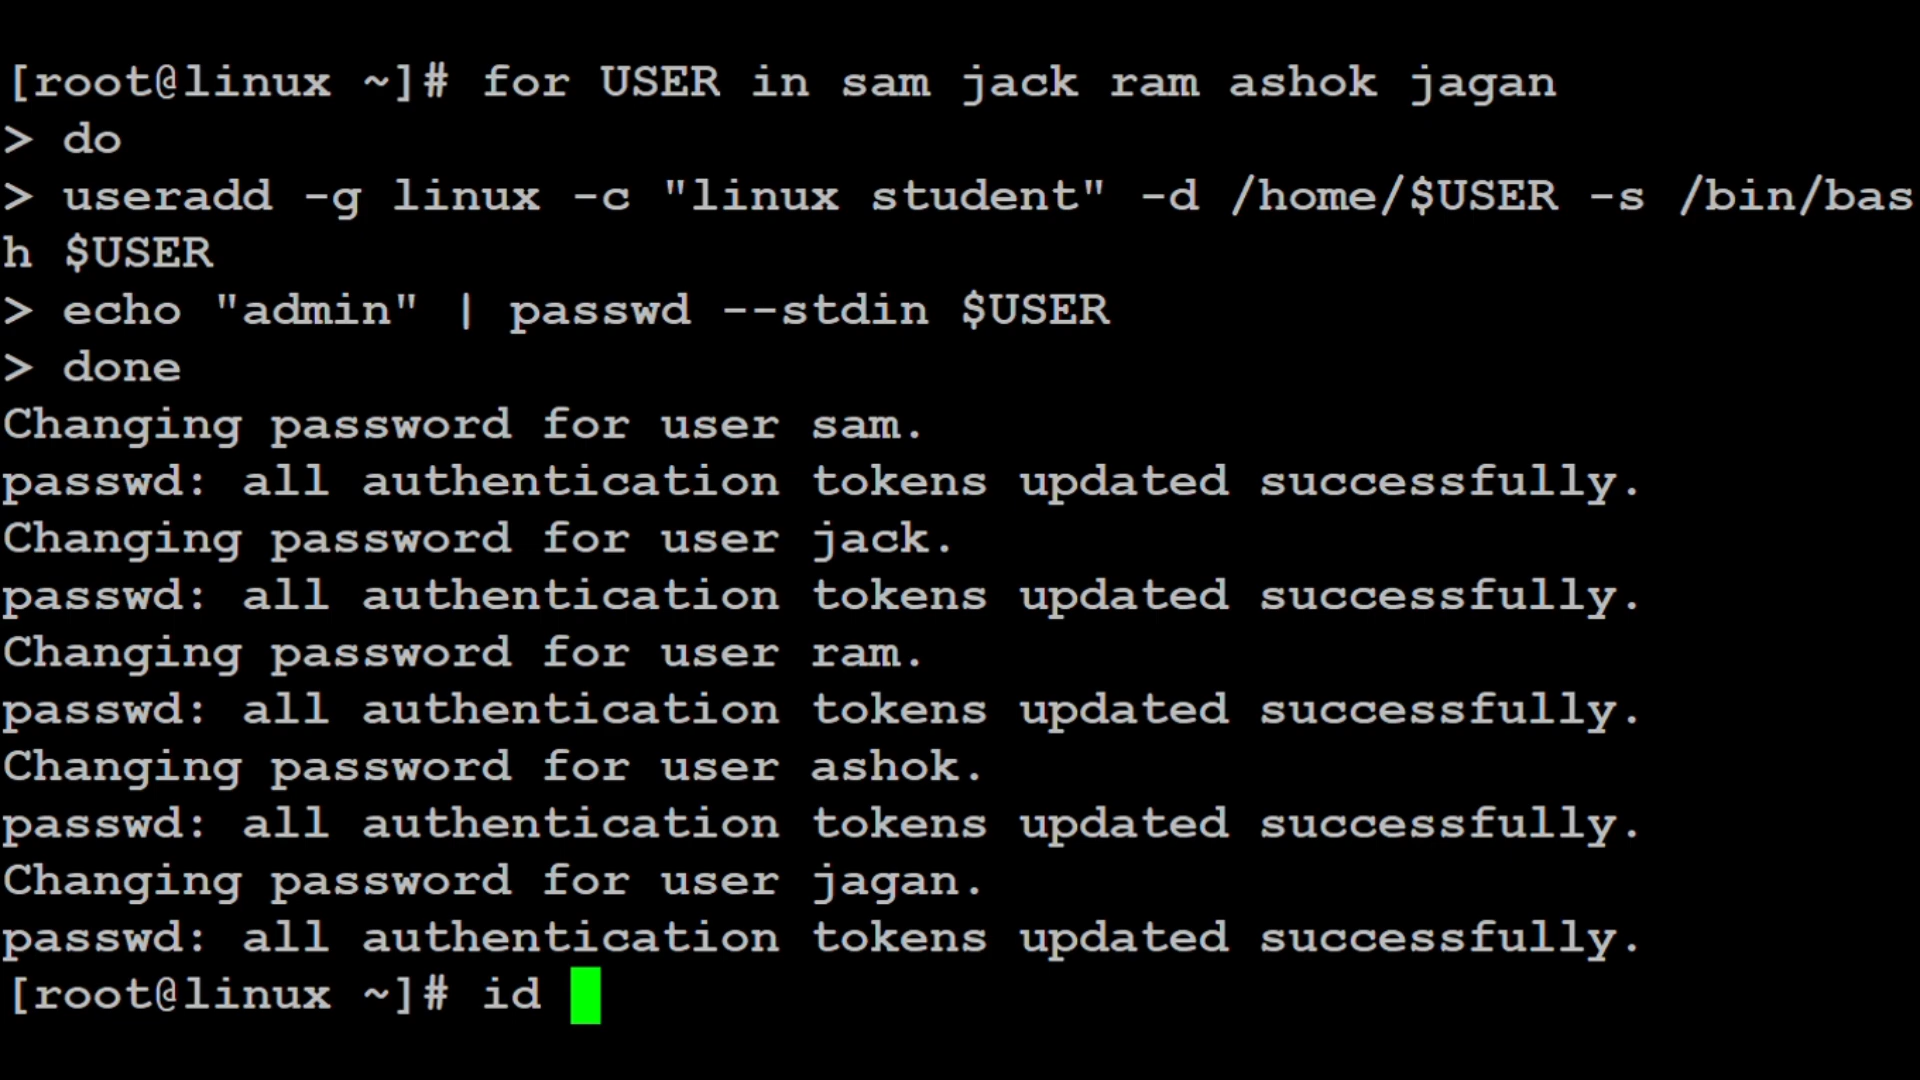 [root@linux ~]# for USER in sam jack ram ashok jagan
> do
> useradd -g linux -c "linux student" -d /home/$USER -s /bin/bas
h $USER
> echo "admin" | passwd --stdin $USER
> done
Changing password for user sam.
passwd: all authentication tokens updated successfully.
Changing password for user jack.
passwd: all authentication tokens updated successfully.
Changing password for user ram.
passwd: all authentication tokens updated successfully.
Changing password for user ashok.
passwd: all authentication tokens updated successfully.
Changing password for user jagan.
passwd: all authentication tokens updated successfully.
[root@linux ~]# id